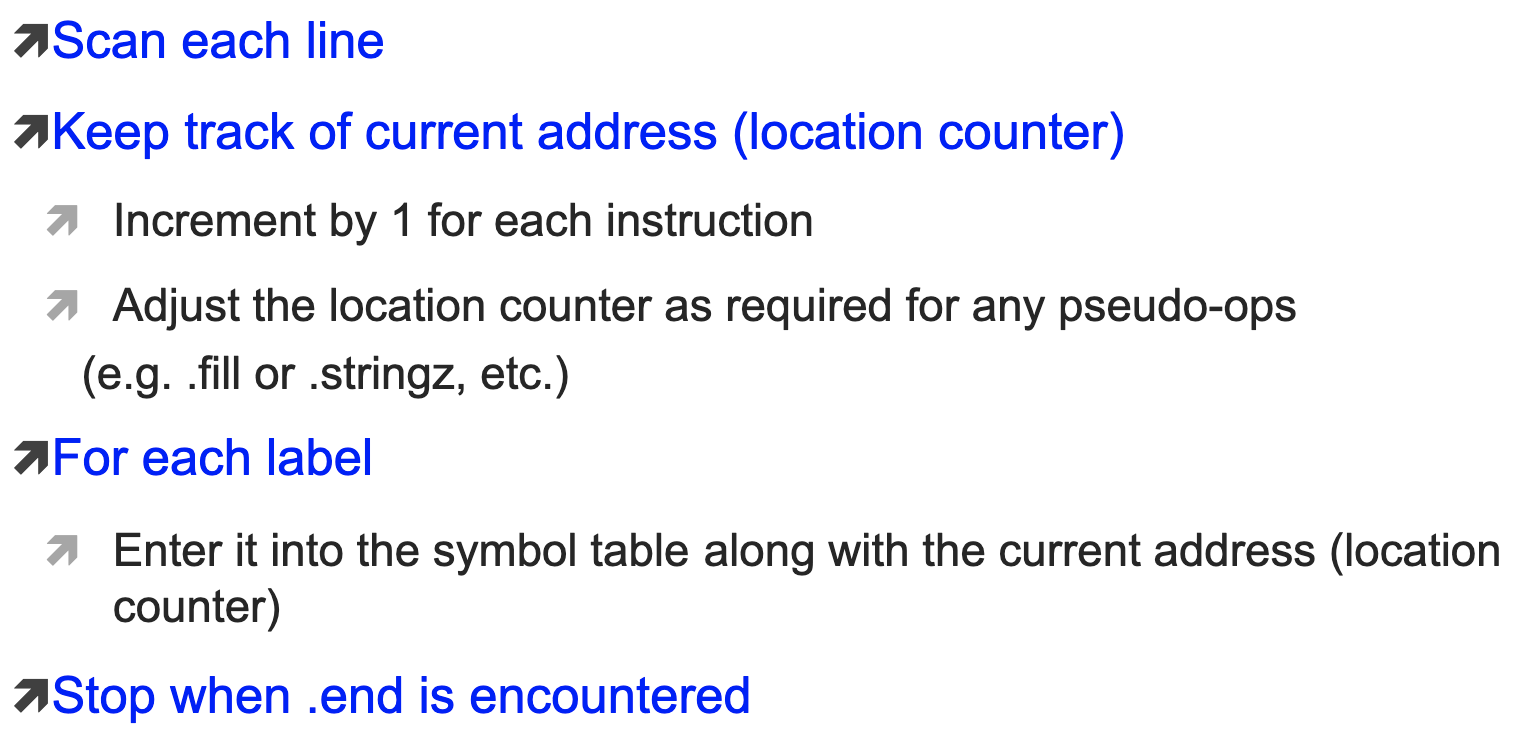 Scan each line
Keep track of current address (location counter)
Increment by 1 for each instruction
Adjust the location counter as required for any pseudo-ops
(e.g. .fill or .stringz, etc.)
For each label
Enter it into the symbol table along with the current address (location
counter)
Stop when .end is encountered